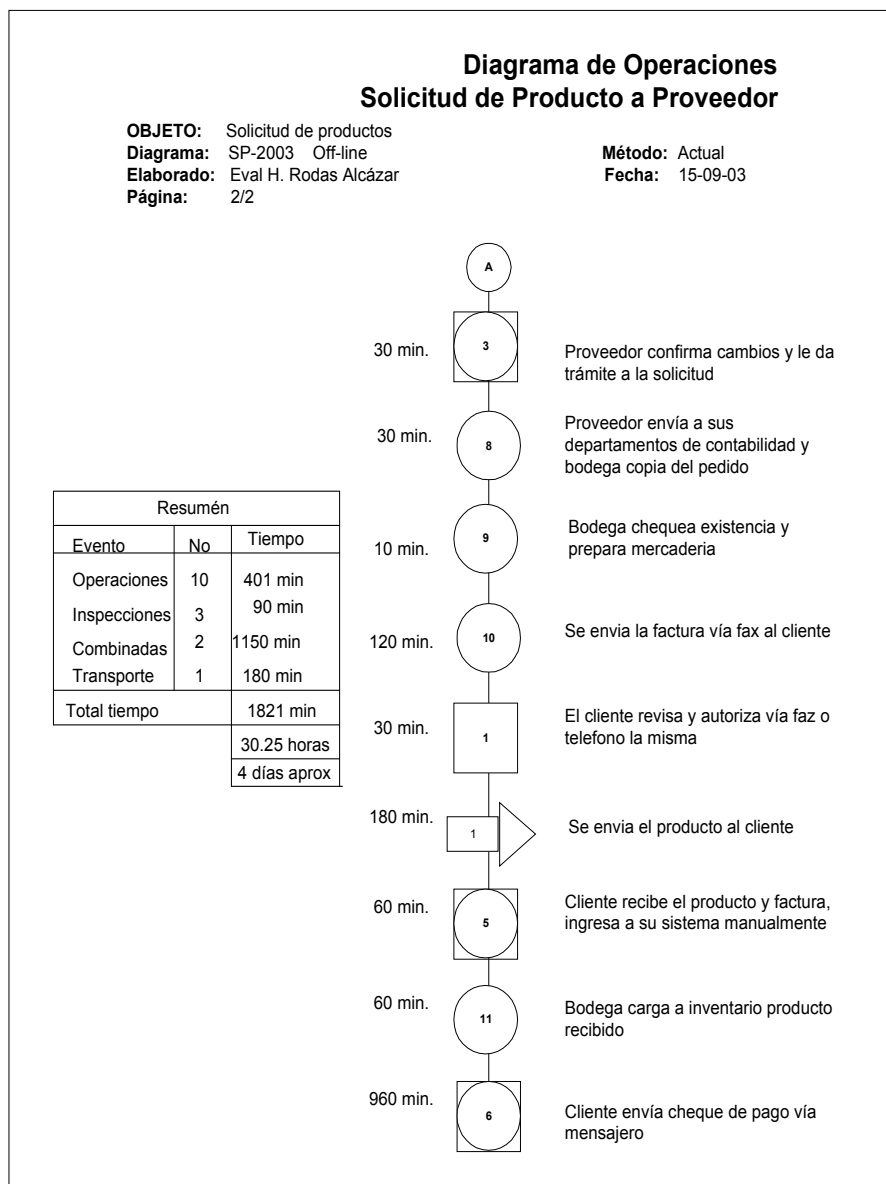 Diagrama de Operaciones
Solicitud de Producto a Proveedor
OBJETO: Solicitud de productos
Diagrama: SP-2003 Off-line
Elaborado: Eval H. Rodas Alcázar
Página: 2/2
Método: Actual
Fecha: 15-09-03
A
30 min.
3
Proveedor confirma cambios y le da
trámite a la solicitud
30 min.
8
Proveedor envía a sus
departamentos de contabilidad y
bodega copia del pedido
10 min.
9
Bodega chequea existencia y
prepara mercaderia
120 min.
10
Se envia la factura vía fax al cliente
30 min.
1
El cliente revisa y autoriza vía faz o
telefono la misma
180 min.
1
Se envia el producto al cliente
60 min.
5
Cliente recibe el producto y factura,
ingresa a su sistema manualmente
60 min.
11
Bodega carga a inventario producto
recibido
960 min.
6
Cliente envía cheque de pago vía
mensajero
Resumén
Evento No Tiempo
Operaciones 10 401 min
Inspecciones 3 90 min
Combinadas 2 1150 min
Transporte 1 180 min
Total tiempo 1821 min
30.25 horas
4 días aprox